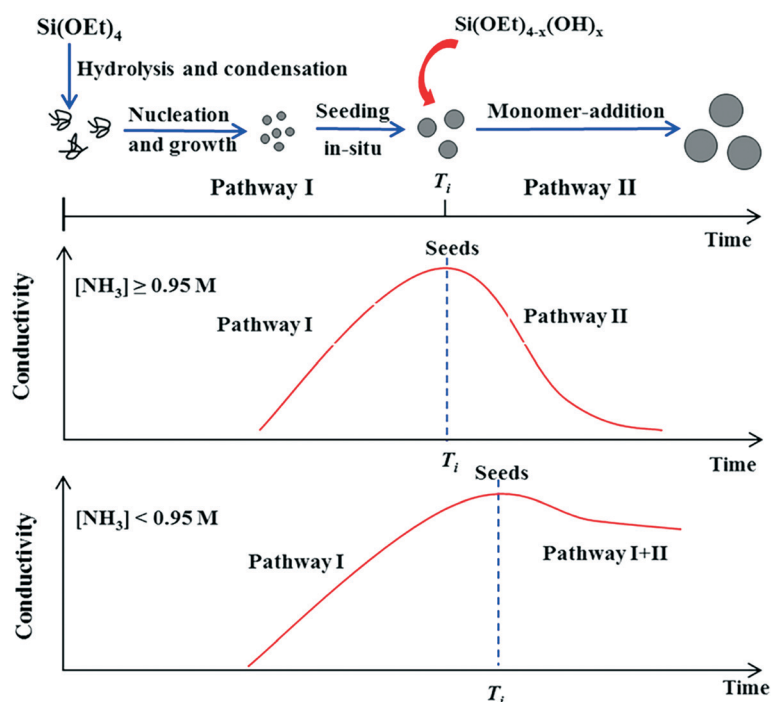 Si(OEt)₄
Si(OEt)₄₋ₓ(OH)ₓ
Hydrolysis and condensation
Nucleation
and growth
Seeding
in-situ
Monomer-addition
Pathway I
Tᵢ
Pathway II
Time
Conductivity
[NH₃] ≥ 0.95 M
Seeds
Pathway I
Pathway II
Tᵢ
Time
Conductivity
[NH₃] < 0.95 M
Seeds
Pathway I
Pathway I+II
Tᵢ
Time